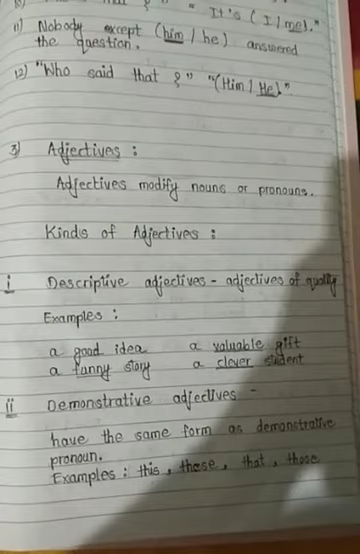 that ? " "It's (I / me)."
11) Nobody except (him / he) answered
the question.
12) "Who said that ?" "(Him / He)."
3) Adjectives :
Adjectives modify nouns or pronouns.
Kinds of Adjectives :
i Descriptive adjectives - adjectives of quality
Examples :
a good idea a valuable gift
a funny story a clever student
ii Demonstrative adjectives -
have the same form as demonstrative
pronoun.
Examples : this, these, that, those